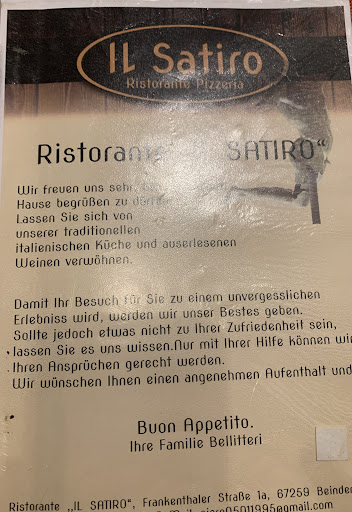 IL Satiro
Ristorante Pizzeria
SATIRO“
Wir freuen uns sehr
Hause begrüßen zu
Lassen Sie sich von
unserer traditionellen
italienischen Küche und auserlesenen
Weinen verwöhnen.
Damit Ihr Besuch für Sie zu einem unvergesslichen
Erlebniss wird, werden wir unser Bestes geben.
Sollte jedoch etwas nicht zu Ihrer Zufriedenheit sein,
lassen Sie es uns wissen.Nur mit Ihrer Hilfe können
Ihren Ansprüchen gerecht werden.
Wir wünschen Ihnen einen angenehmen Aufenthalt und
Buon Appetito.
Ihre Familie Bellitteri
Ristorante ,,IL SATIRO“, Frankenthaler Straße 1a, 67259 Beinder